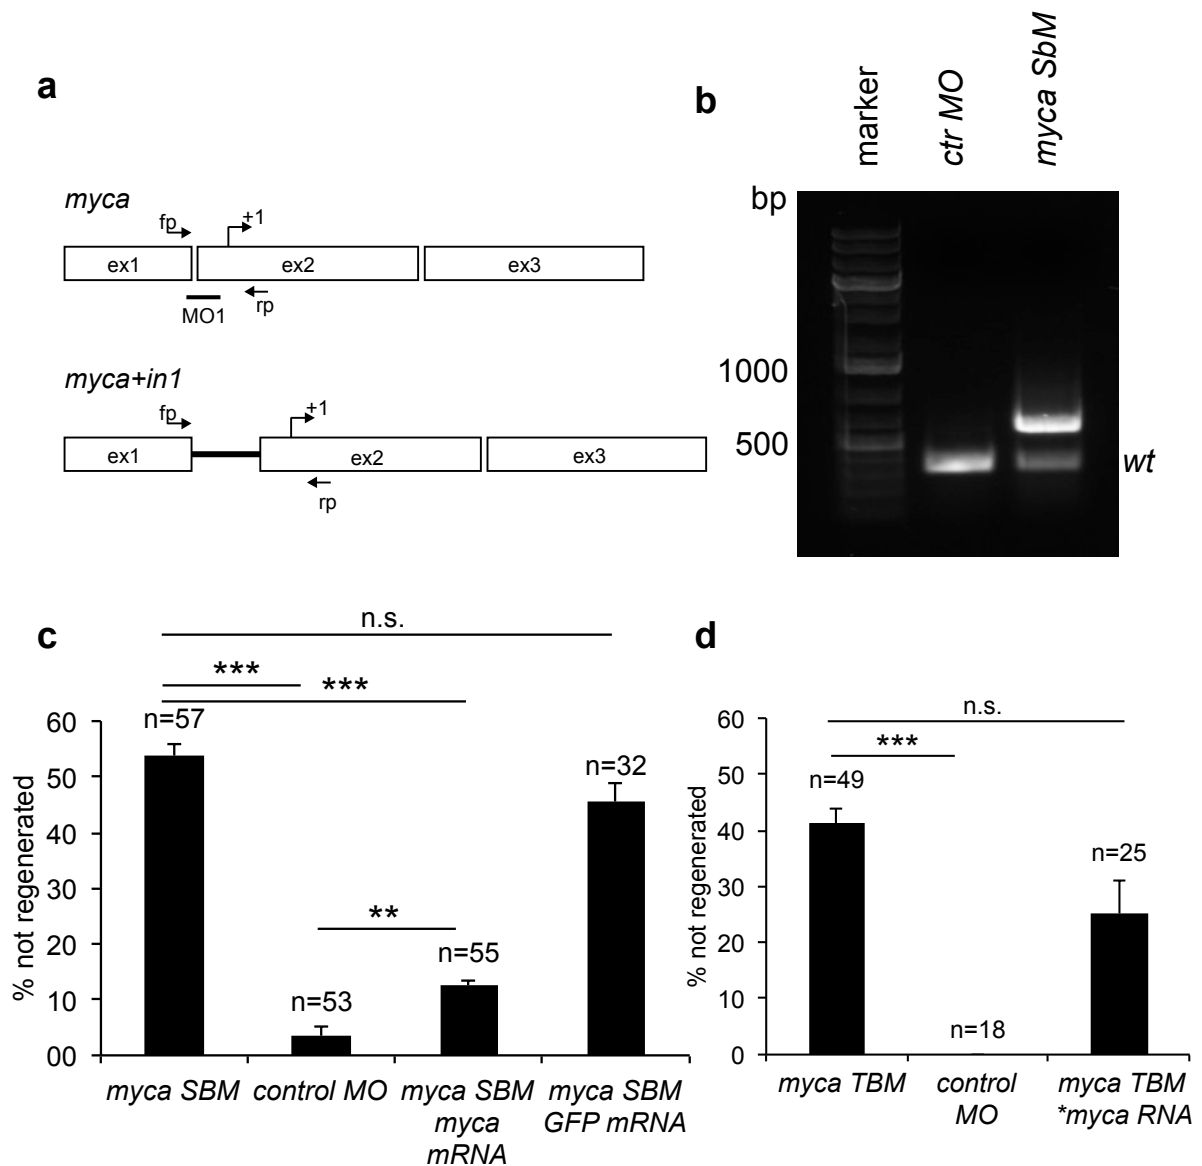 a
myca
fp
+1
ex1
ex2
ex3
MO1
rp
myca+in1
fp
+1
ex1
ex2
ex3
rp
b
marker
ctr MO
myca SbM
bp
1000
500
wt
c
n.s.
***
***
n=57
n=32
**
n=55
n=53
% not regenerated
60
50
40
30
20
10
00
myca SBM
control MO
myca SBM
myca
mRNA
myca SBM
GFP mRNA
d
n.s.
***
n=49
n=25
n=18
% not regenerated
60
50
40
30
20
10
0
myca TBM
control
MO
myca TBM
*myca RNA